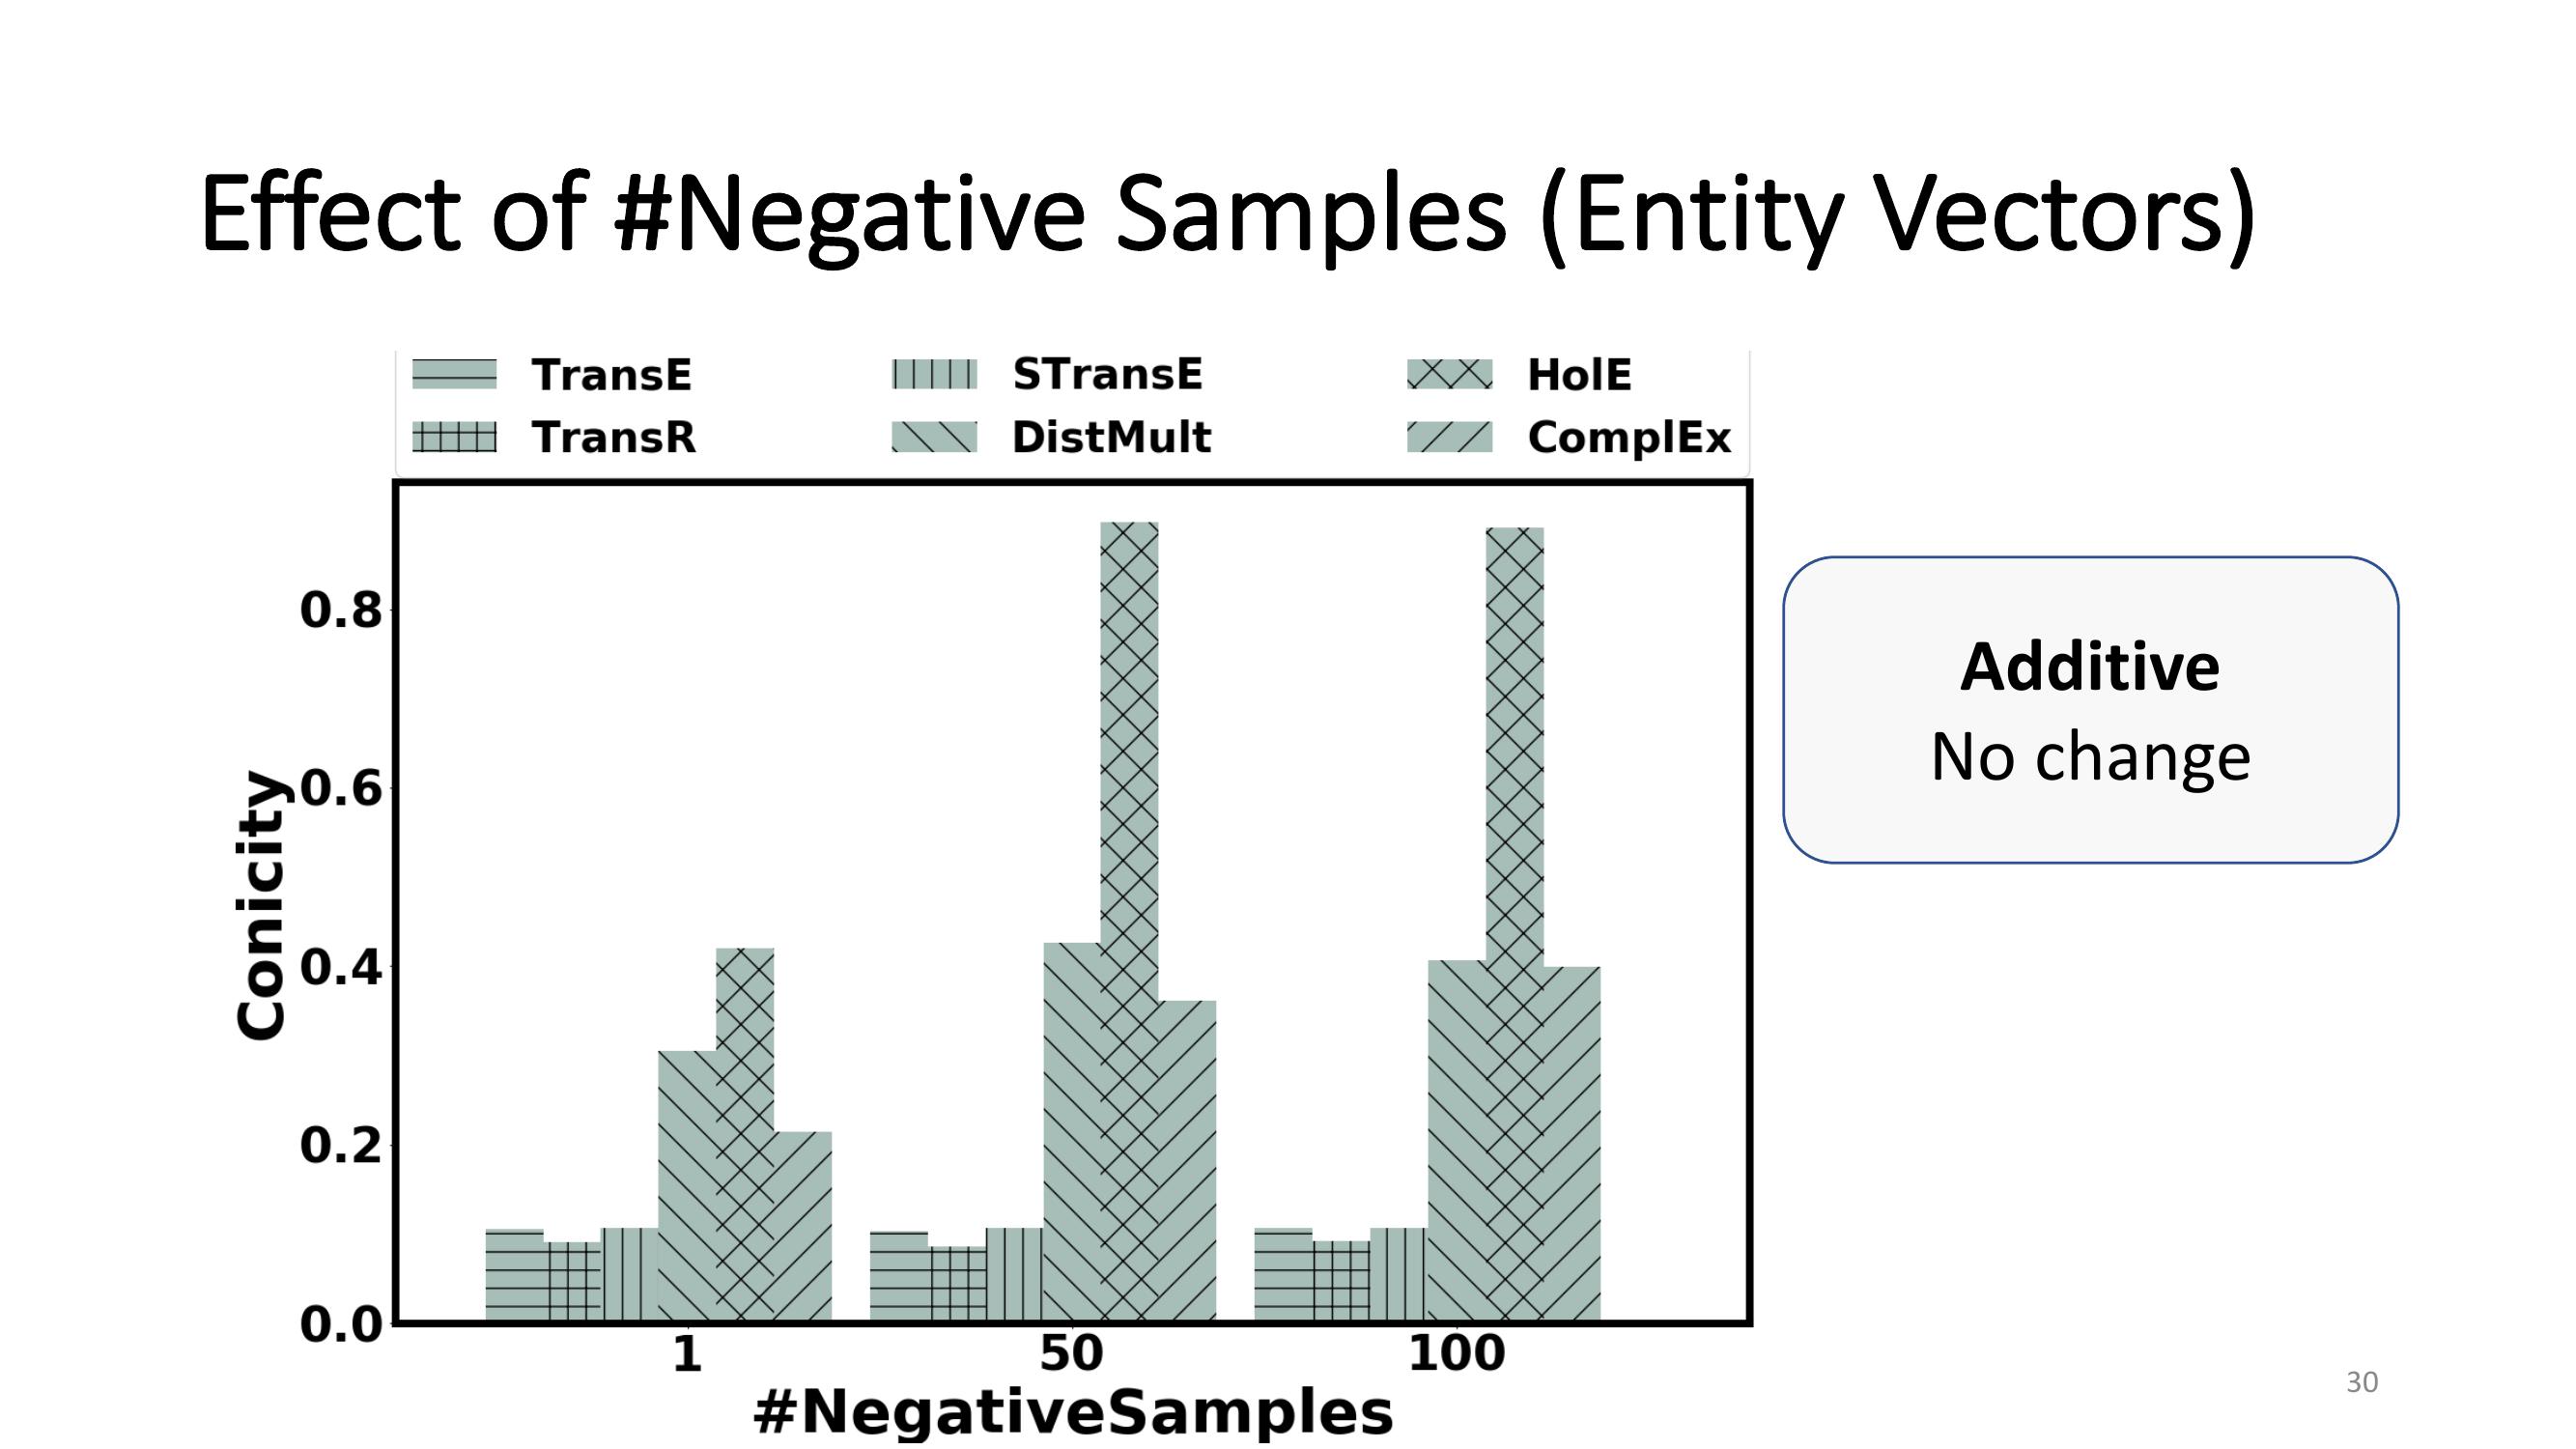 Effect of #Negative Samples (Entity Vectors)
TransE STransE HolE
TransR DistMult ComplEx
0.8
0.6
0.4
0.2
0.0
Conicity
1 50 100
#NegativeSamples
Additive
No change
30